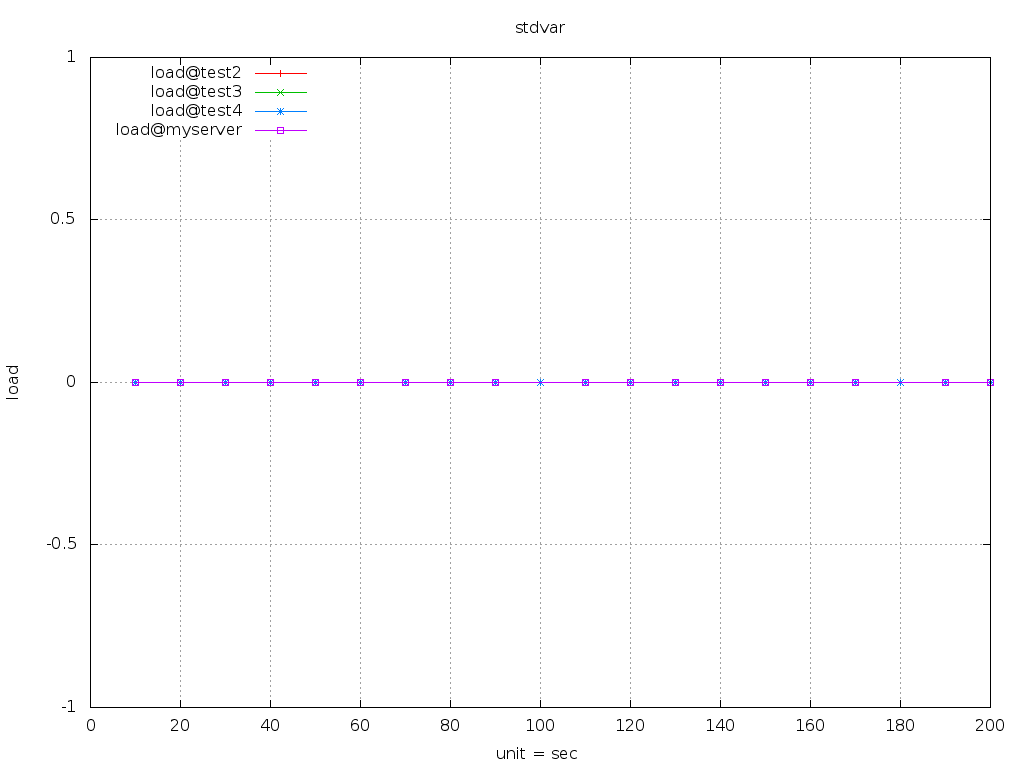 stdvar
1
load@test2
load@test3
load@test4
load@myserver
0.5
load
0
-0.5
-1
0 20 40 60 80 100 120 140 160 180 200
unit = sec